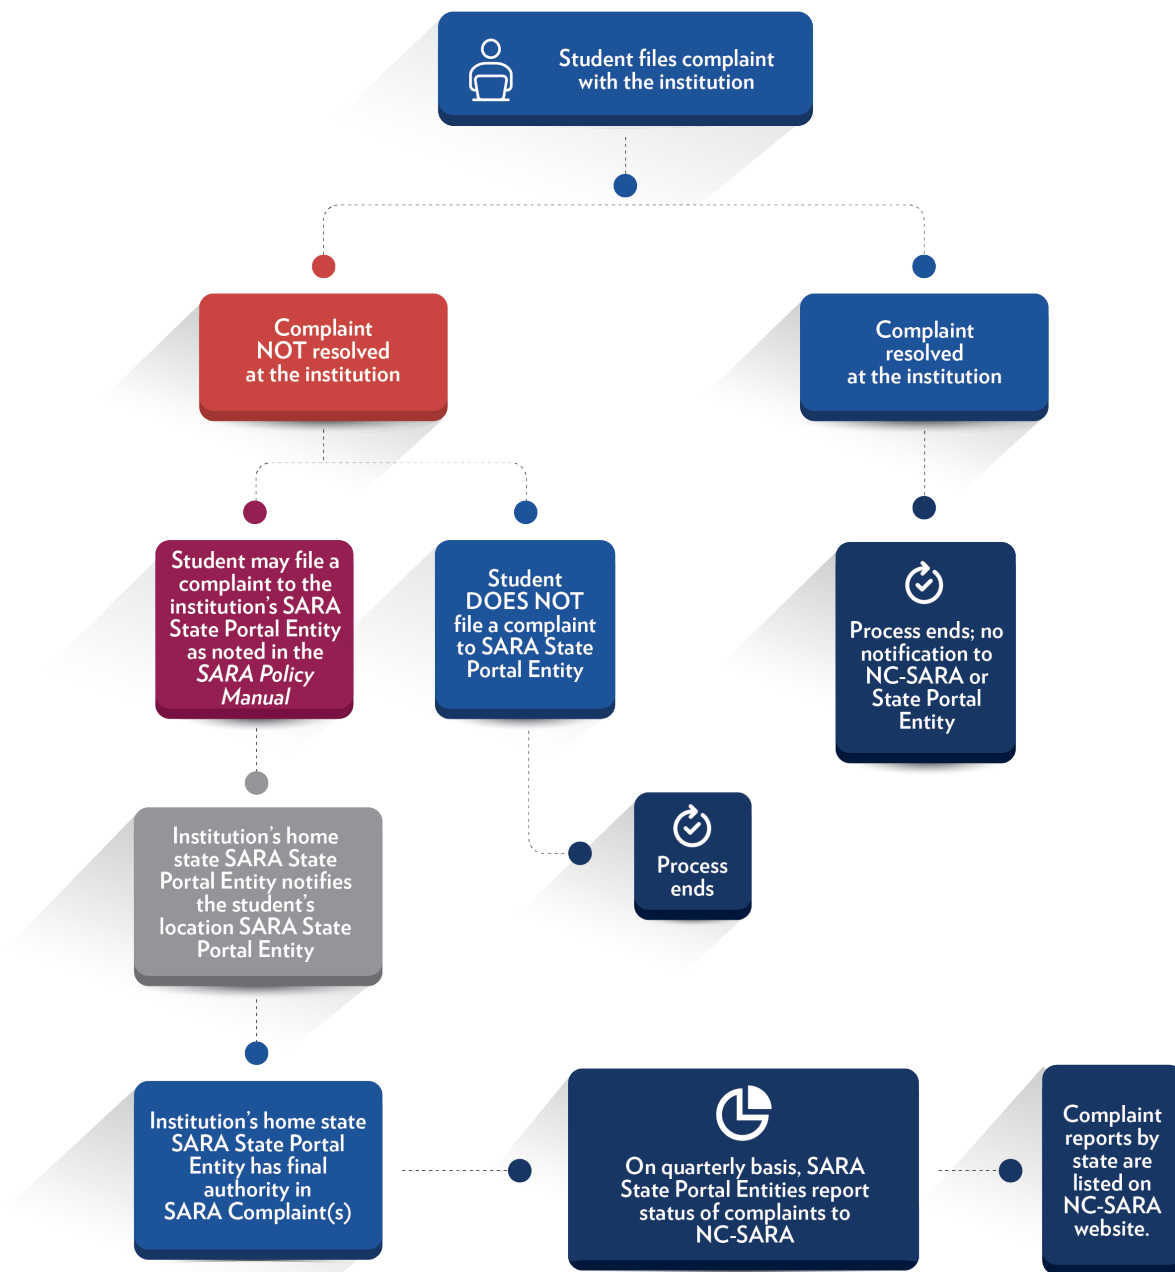 Student files complaint
with the institution
Complaint
NOT resolved
at the institution
Complaint
resolved
at the institution
Student may file a
complaint to the
institution’s SARA
State Portal Entity
as noted in the
SARA Policy
Manual
Student
DOES NOT
file a complaint
to SARA State
Portal Entity
Process ends; no
notification to
NC-SARA or
State Portal
Entity
Institution’s home
state SARA State
Portal Entity notifies
the student’s
location SARA State
Portal Entity
Process
ends
Institution’s home state
SARA State Portal
Entity has final
authority in
SARA Complaint(s)
On quarterly basis, SARA
State Portal Entities report
status of complaints to
NC-SARA
Complaint
reports by
state are
listed on
NC-SARA
website.